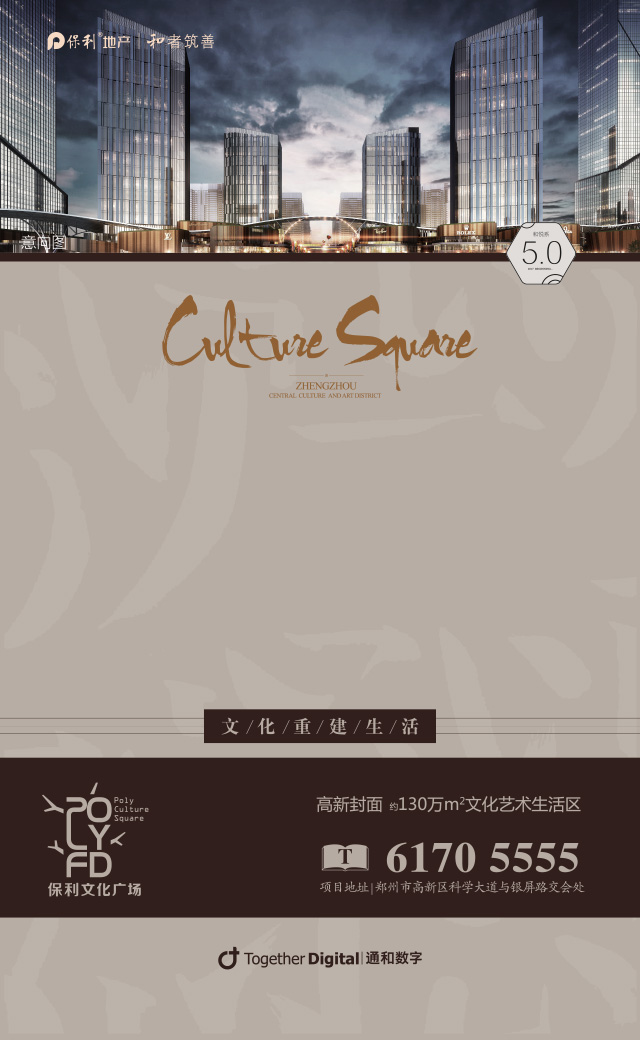 保利地产 | 和者筑善
意向图
ROLEX
和悦系
5.0
Culture Square
ZHENGZHOU
CENTRAL CULTURE AND ART DISTRICT
文/化/重/建/生/活
POLY FD
Poly
Culture
Square
保利文化广场
高新封面 约130万m²文化艺术生活区
T 6170 5555
项目地址|郑州市高新区科学大道与银屏路交会处
Together Digital|通和数字